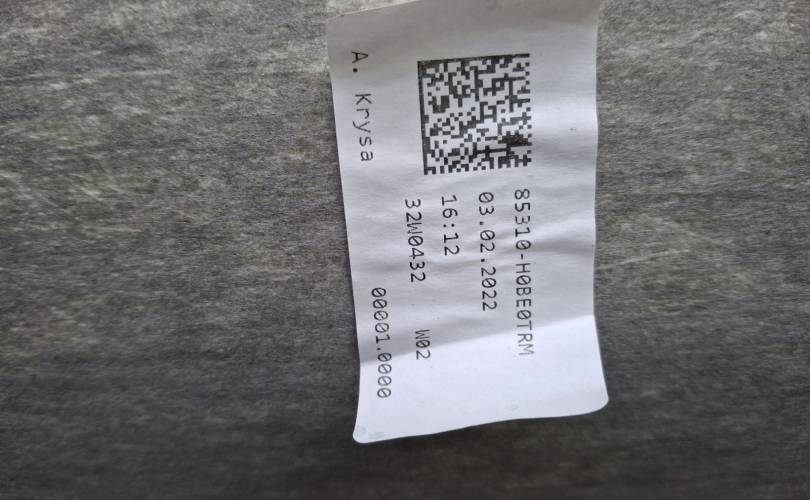 85310-H0BE0TRM
03.02.2022
16:12
32W0432 W02
00001.0000
A. Krysa